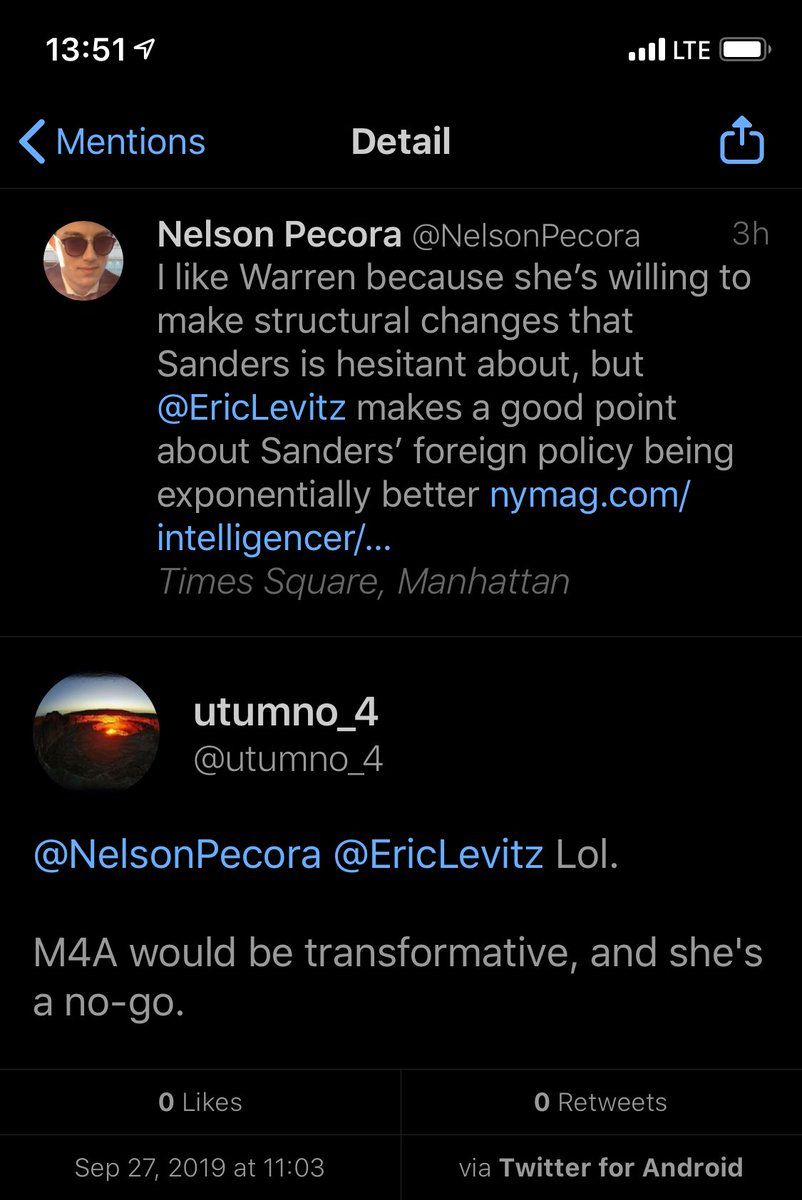 13:51
LTE
Mentions
Detail
Nelson Pecora @NelsonPecora 3h
I like Warren because she’s willing to
make structural changes that
Sanders is hesitant about, but
@EricLevitz makes a good point
about Sanders’ foreign policy being
exponentially better nymag.com/
intelligencer/...
Times Square, Manhattan
utumno_4
@utumno_4
@NelsonPecora @EricLevitz Lol.
M4A would be transformative, and she's
a no-go.
0 Likes
0 Retweets
Sep 27, 2019 at 11:03
via Twitter for Android